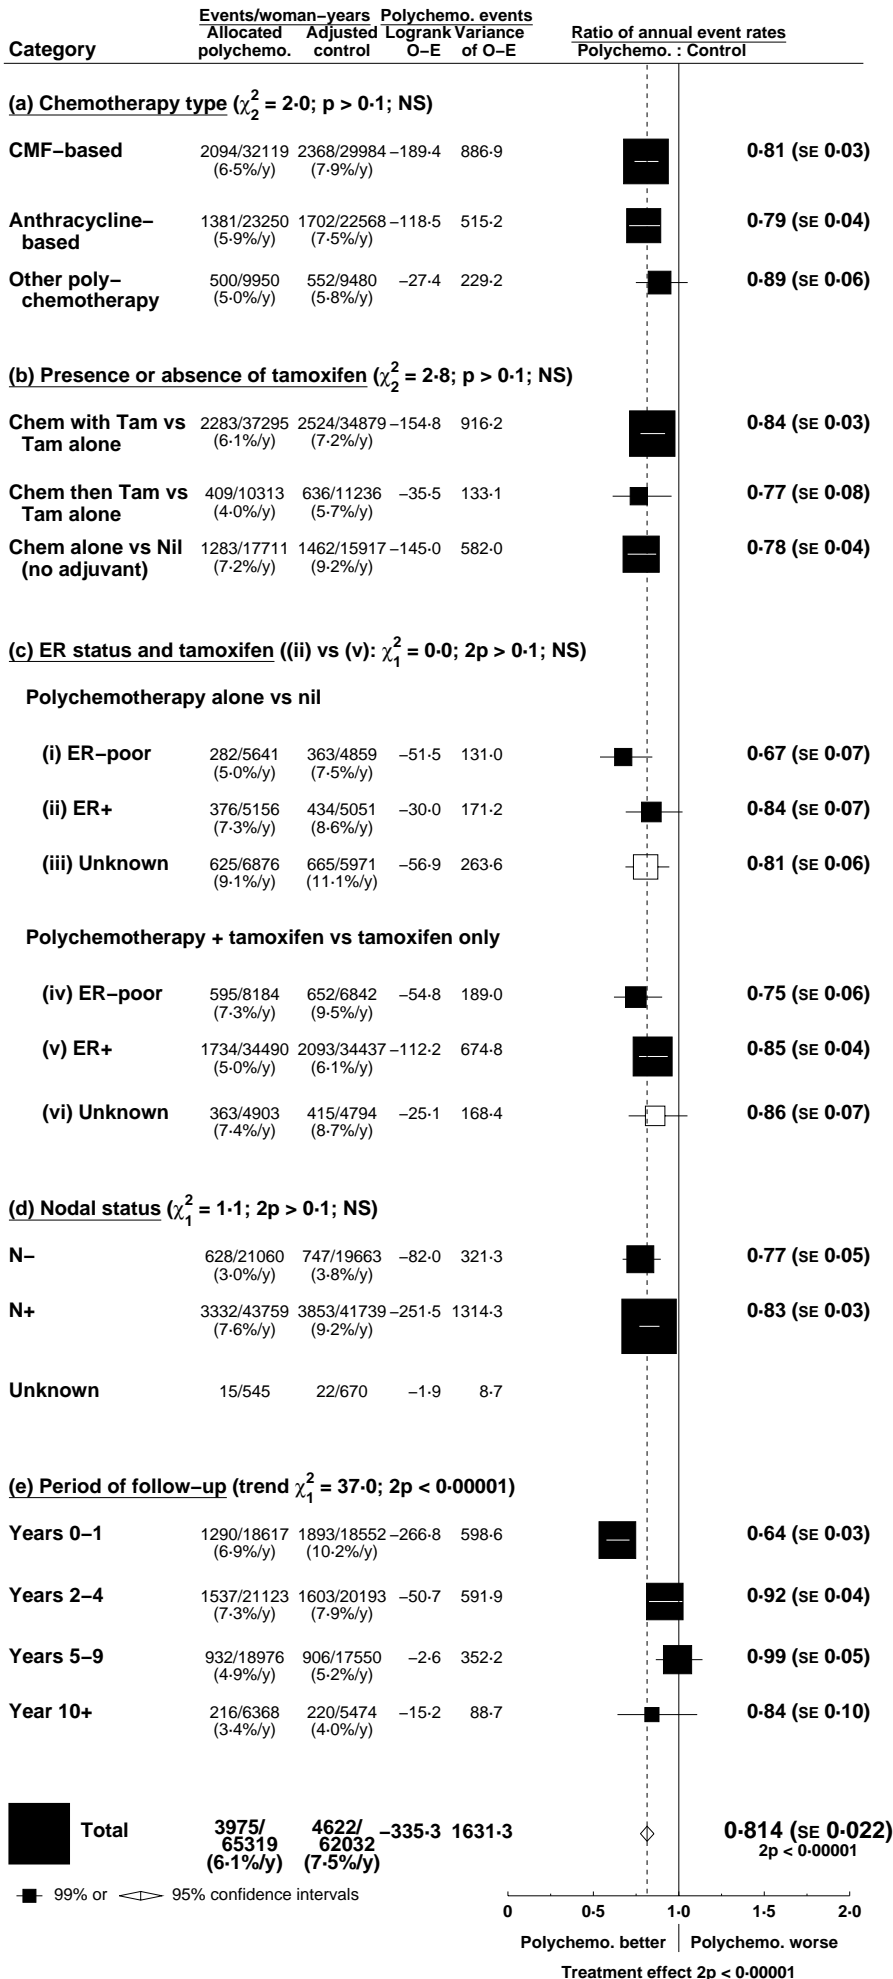 Events/woman−years Polychemo. events
Allocated Adjusted Logrank Variance Ratio of annual event rates
Category polychemo. control O−E of O−E Polychemo. : Control
(a) Chemotherapy type (χ²₂ = 2·0; p > 0·1; NS)
CMF−based 2094/32119 2368/29984 −189·4 886·9 0·81 (SE 0·03)
(6·5%/y) (7·9%/y)
Anthracycline− 1381/23250 1702/22568 −118·5 515·2 0·79 (SE 0·04)
based (5·9%/y) (7·5%/y)
Other poly− 500/9950 552/9480 −27·4 229·2 0·89 (SE 0·06)
chemotherapy (5·0%/y) (5·8%/y)
(b) Presence or absence of tamoxifen (χ²₂ = 2·8; p > 0·1; NS)
Chem with Tam vs 2283/37295 2524/34879 −154·8 916·2 0·84 (SE 0·03)
Tam alone (6·1%/y) (7·2%/y)
Chem then Tam vs 409/10313 636/11236 −35·5 133·1 0·77 (SE 0·08)
Tam alone (4·0%/y) (5·7%/y)
Chem alone vs Nil 1283/17711 1462/15917 −145·0 582·0 0·78 (SE 0·04)
(no adjuvant) (7·2%/y) (9·2%/y)
(c) ER status and tamoxifen ((ii) vs (v): χ²₁ = 0·0; 2p > 0·1; NS)
Polychemotherapy alone vs nil
(i) ER−poor 282/5641 363/4859 −51·5 131·0 0·67 (SE 0·07)
(5·0%/y) (7·5%/y)
(ii) ER+ 376/5156 434/5051 −30·0 171·2 0·84 (SE 0·07)
(7·3%/y) (8·6%/y)
(iii) Unknown 625/6876 665/5971 −56·9 263·6 0·81 (SE 0·06)
(9·1%/y) (11·1%/y)
Polychemotherapy + tamoxifen vs tamoxifen only
(iv) ER−poor 595/8184 652/6842 −54·8 189·0 0·75 (SE 0·06)
(7·3%/y) (9·5%/y)
(v) ER+ 1734/34490 2093/34437 −112·2 674·8 0·85 (SE 0·04)
(5·0%/y) (6·1%/y)
(vi) Unknown 363/4903 415/4794 −25·1 168·4 0·86 (SE 0·07)
(7·4%/y) (8·7%/y)
(d) Nodal status (χ²₁ = 1·1; 2p > 0·1; NS)
N− 628/21060 747/19663 −82·0 321·3 0·77 (SE 0·05)
(3·0%/y) (3·8%/y)
N+ 3332/43759 3853/41739 −251·5 1314·3 0·83 (SE 0·03)
(7·6%/y) (9·2%/y)
Unknown 15/545 22/670 −1·9 8·7
(e) Period of follow−up (trend χ²₁ = 37·0; 2p < 0·00001)
Years 0−1 1290/18617 1893/18552 −266·8 598·6 0·64 (SE 0·03)
(6·9%/y) (10·2%/y)
Years 2−4 1537/21123 1603/20193 −50·7 591·9 0·92 (SE 0·04)
(7·3%/y) (7·9%/y)
Years 5−9 932/18976 906/17550 −2·6 352·2 0·99 (SE 0·05)
(4·9%/y) (5·2%/y)
Year 10+ 216/6368 220/5474 −15·2 88·7 0·84 (SE 0·10)
(3·4%/y) (4·0%/y)
Total 3975/ 4622/ −335·3 1631·3 0·814 (SE 0·022)
65319 62032 2p < 0·00001
(6·1%/y) (7·5%/y)
99% or 95% confidence intervals
0 0·5 1·0 1·5 2·0
Polychemo. better Polychemo. worse
Treatment effect 2p < 0·00001